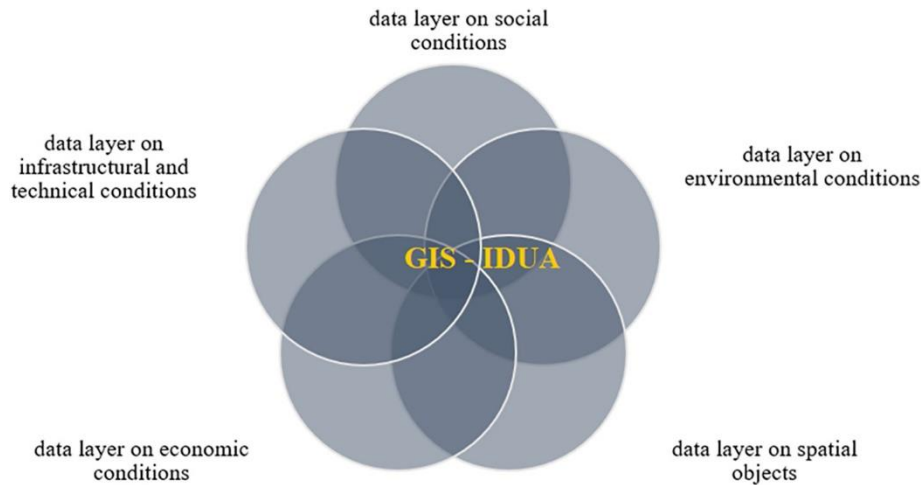 data layer on social
conditions
data layer on
infrastructural and
technical conditions
data layer on
environmental conditions
GIS - IDUA
data layer on economic
conditions
data layer on spatial
objects